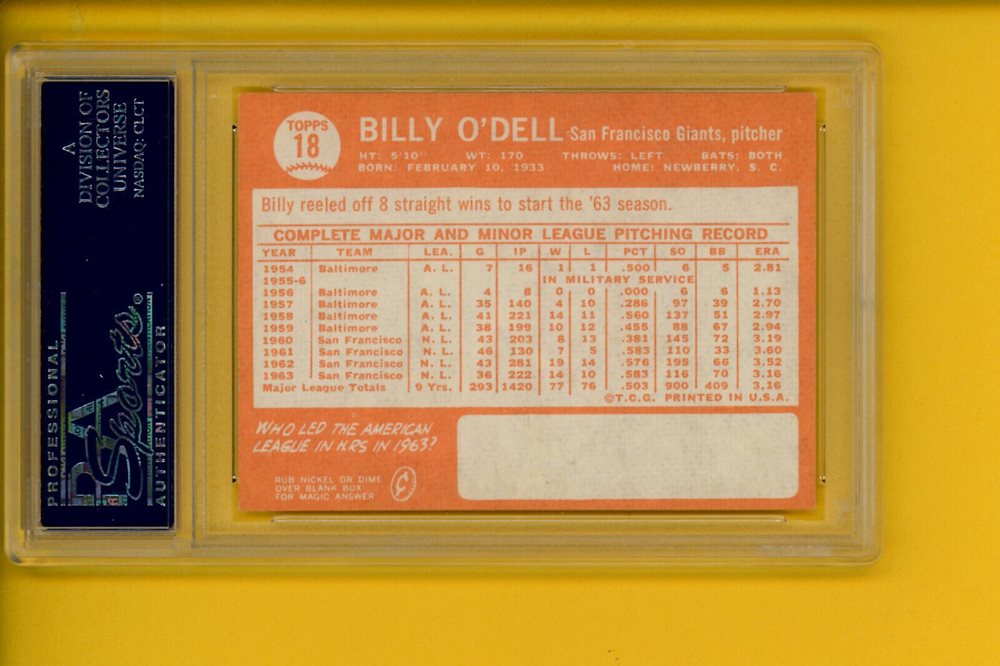 A
DIVISION OF
COLLECTORS
UNIVERSE
NASDAQ: CLCT
PROFESSIONAL
PSA
Sports®
AUTHENTICATOR
TOPPS
18
BILLY O'DELL San Francisco Giants, pitcher
HT: 5'10" WT: 170 THROWS: LEFT BATS: BOTH
BORN: FEBRUARY 10, 1933 HOME: NEWBERRY, S. C.
Billy reeled off 8 straight wins to start the '63 season.
COMPLETE MAJOR AND MINOR LEAGUE PITCHING RECORD
YEAR TEAM LEA. G IP W L PCT SO BB ERA
1954 Baltimore A. L. 7 16 1 1 .500 6 5 2.81
1955-6 IN MILITARY SERVICE
1956 Baltimore A. L. 4 8 0 0 .000 6 6 1.13
1957 Baltimore A. L. 35 140 4 10 .286 97 39 2.70
1958 Baltimore A. L. 41 221 14 11 .560 137 51 2.97
1959 Baltimore A. L. 38 199 10 12 .455 88 67 2.94
1960 San Francisco N. L. 43 203 8 13 .381 145 72 3.19
1961 San Francisco N. L. 46 130 7 5 .583 110 33 3.60
1962 San Francisco N. L. 43 281 19 14 .576 195 66 3.52
1963 San Francisco N. L. 36 222 14 10 .583 116 70 3.16
Major League Totals 9 Yrs. 293 1420 77 76 .503 900 409 3.16
©T.C.G. PRINTED IN U.S.A.
WHO LED THE AMERICAN
LEAGUE IN H.RS IN 1963?
RUB NICKEL OR DIME
OVER BLANK BOX
FOR MAGIC ANSWER